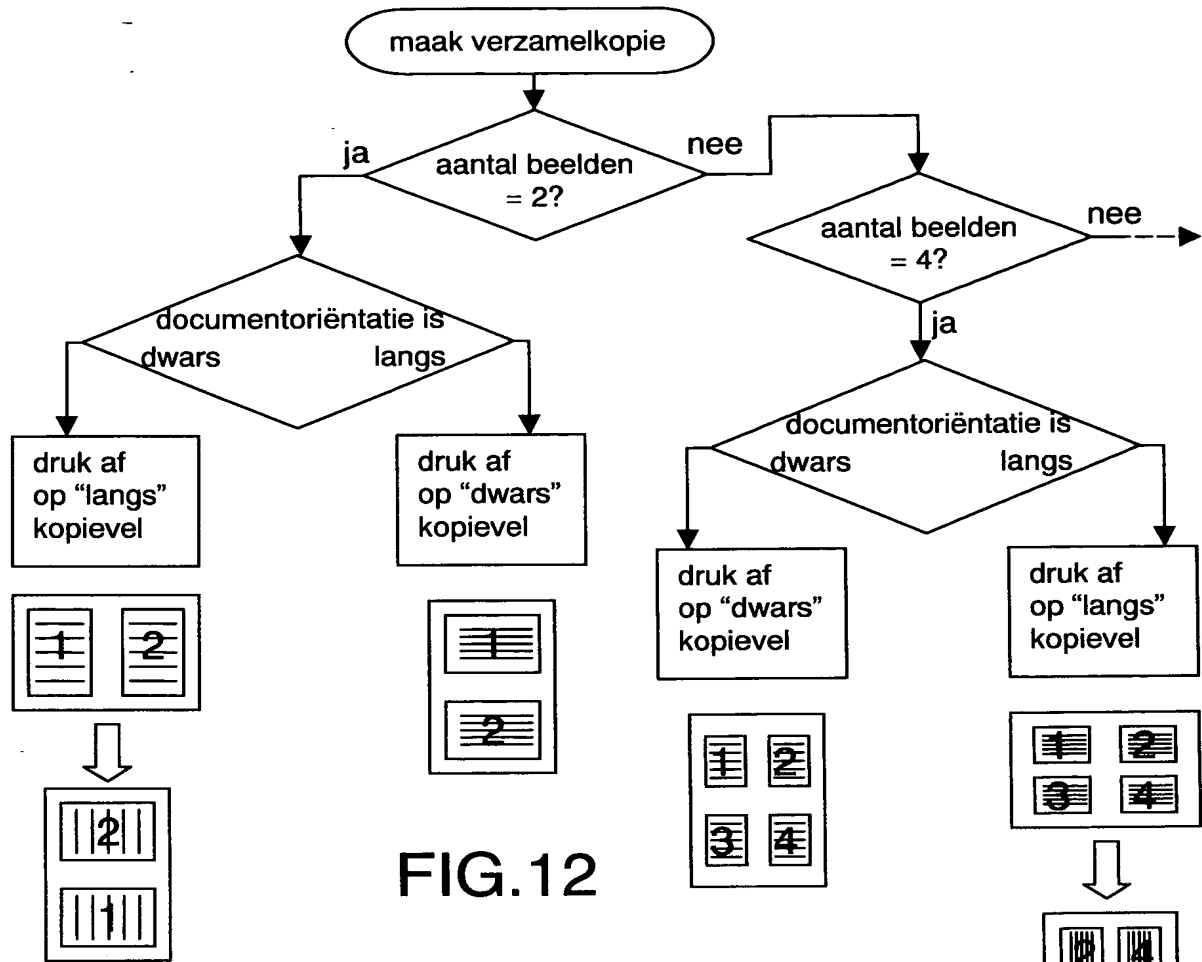 maak verzamelkopie
ja
aantal beelden
= 2?
nee
aantal beelden
= 4?
nee
ja
documentoriëntatie is
dwars langs
documentoriëntatie is
dwars langs
druk af
op “langs”
kopievel
druk af
op “dwars”
kopievel
druk af
op “dwars”
kopievel
druk af
op “langs”
kopievel
1 2
1
2
1 2
3 4
1 2
3 4
2
1
FIG.12
4